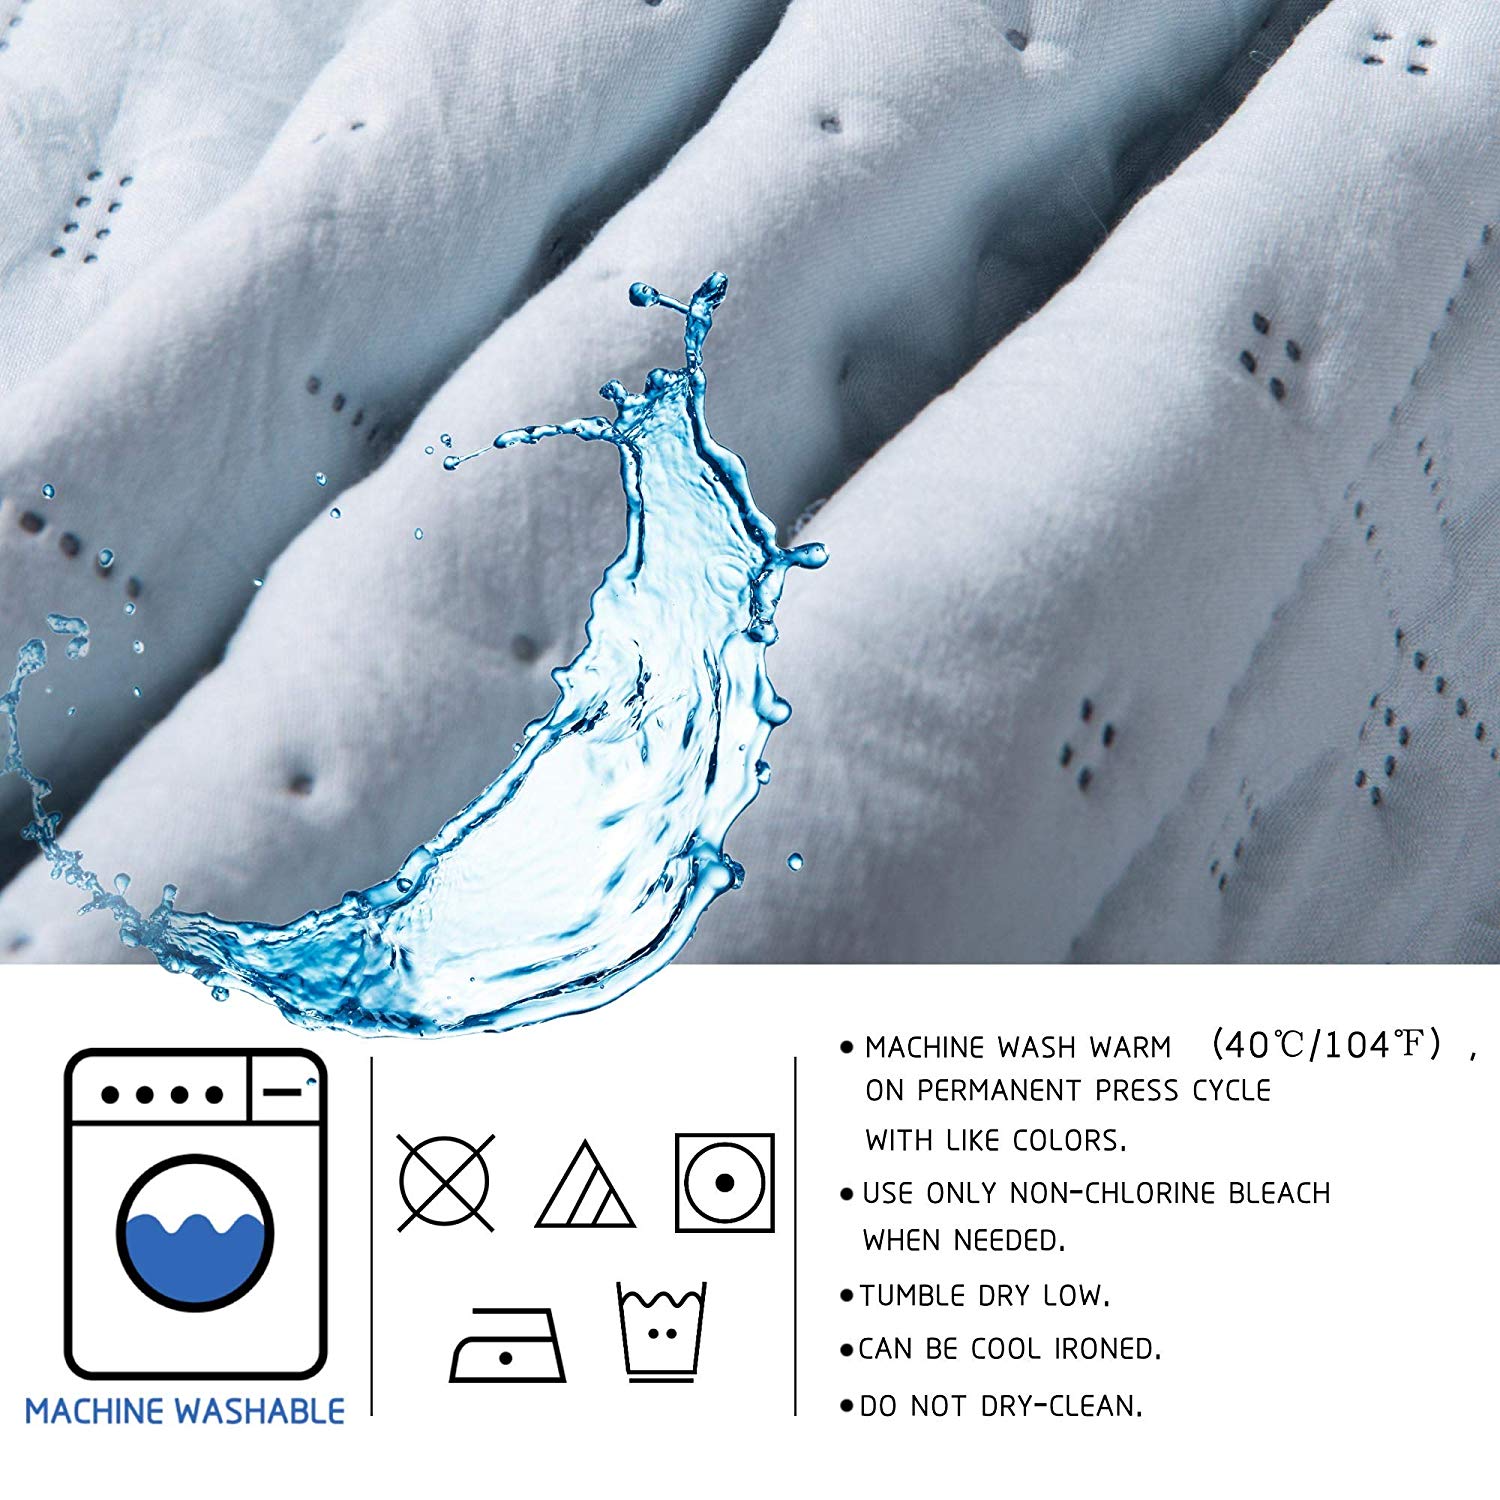 MACHINE WASHABLE
● MACHINE WASH WARM (40℃/104℉) ,
ON PERMANENT PRESS CYCLE
WITH LIKE COLORS.
● USE ONLY NON-CHLORINE BLEACH
WHEN NEEDED.
● TUMBLE DRY LOW.
● CAN BE COOL IRONED.
● DO NOT DRY-CLEAN.